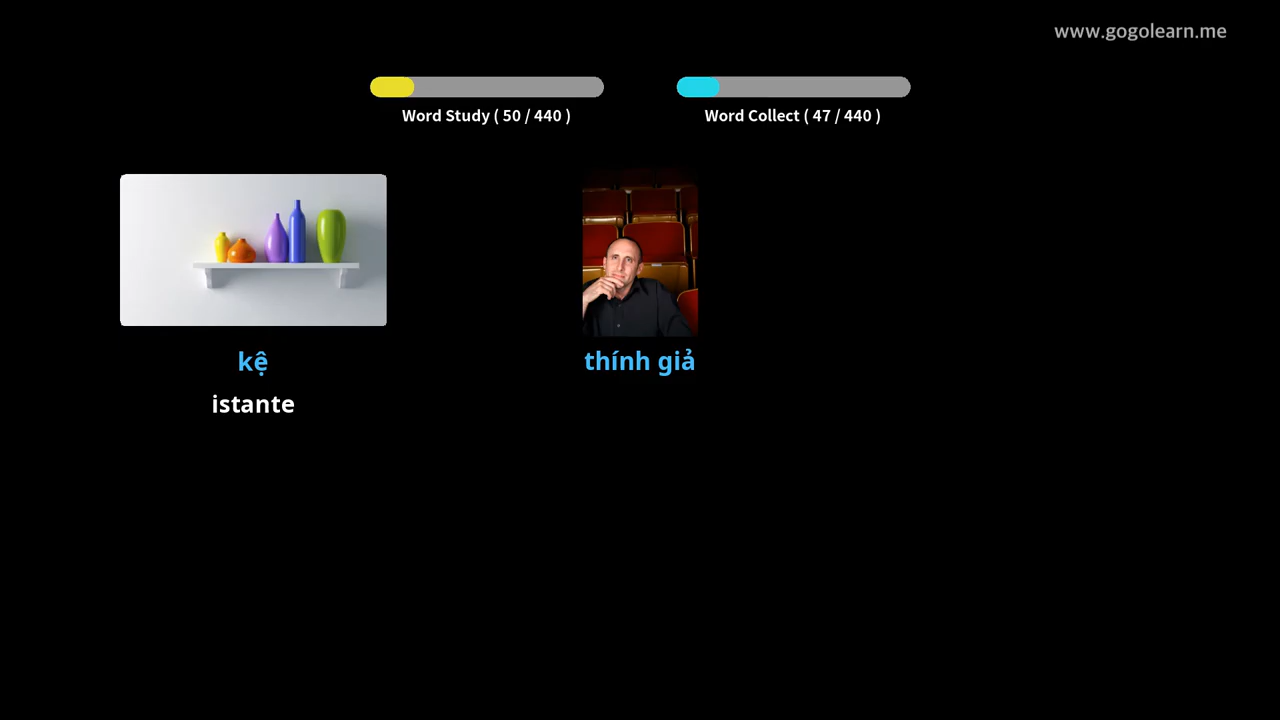 www.gogolearn.me
Word Study ( 50 / 440 )
Word Collect ( 47 / 440 )
kệ
istante
thính giả